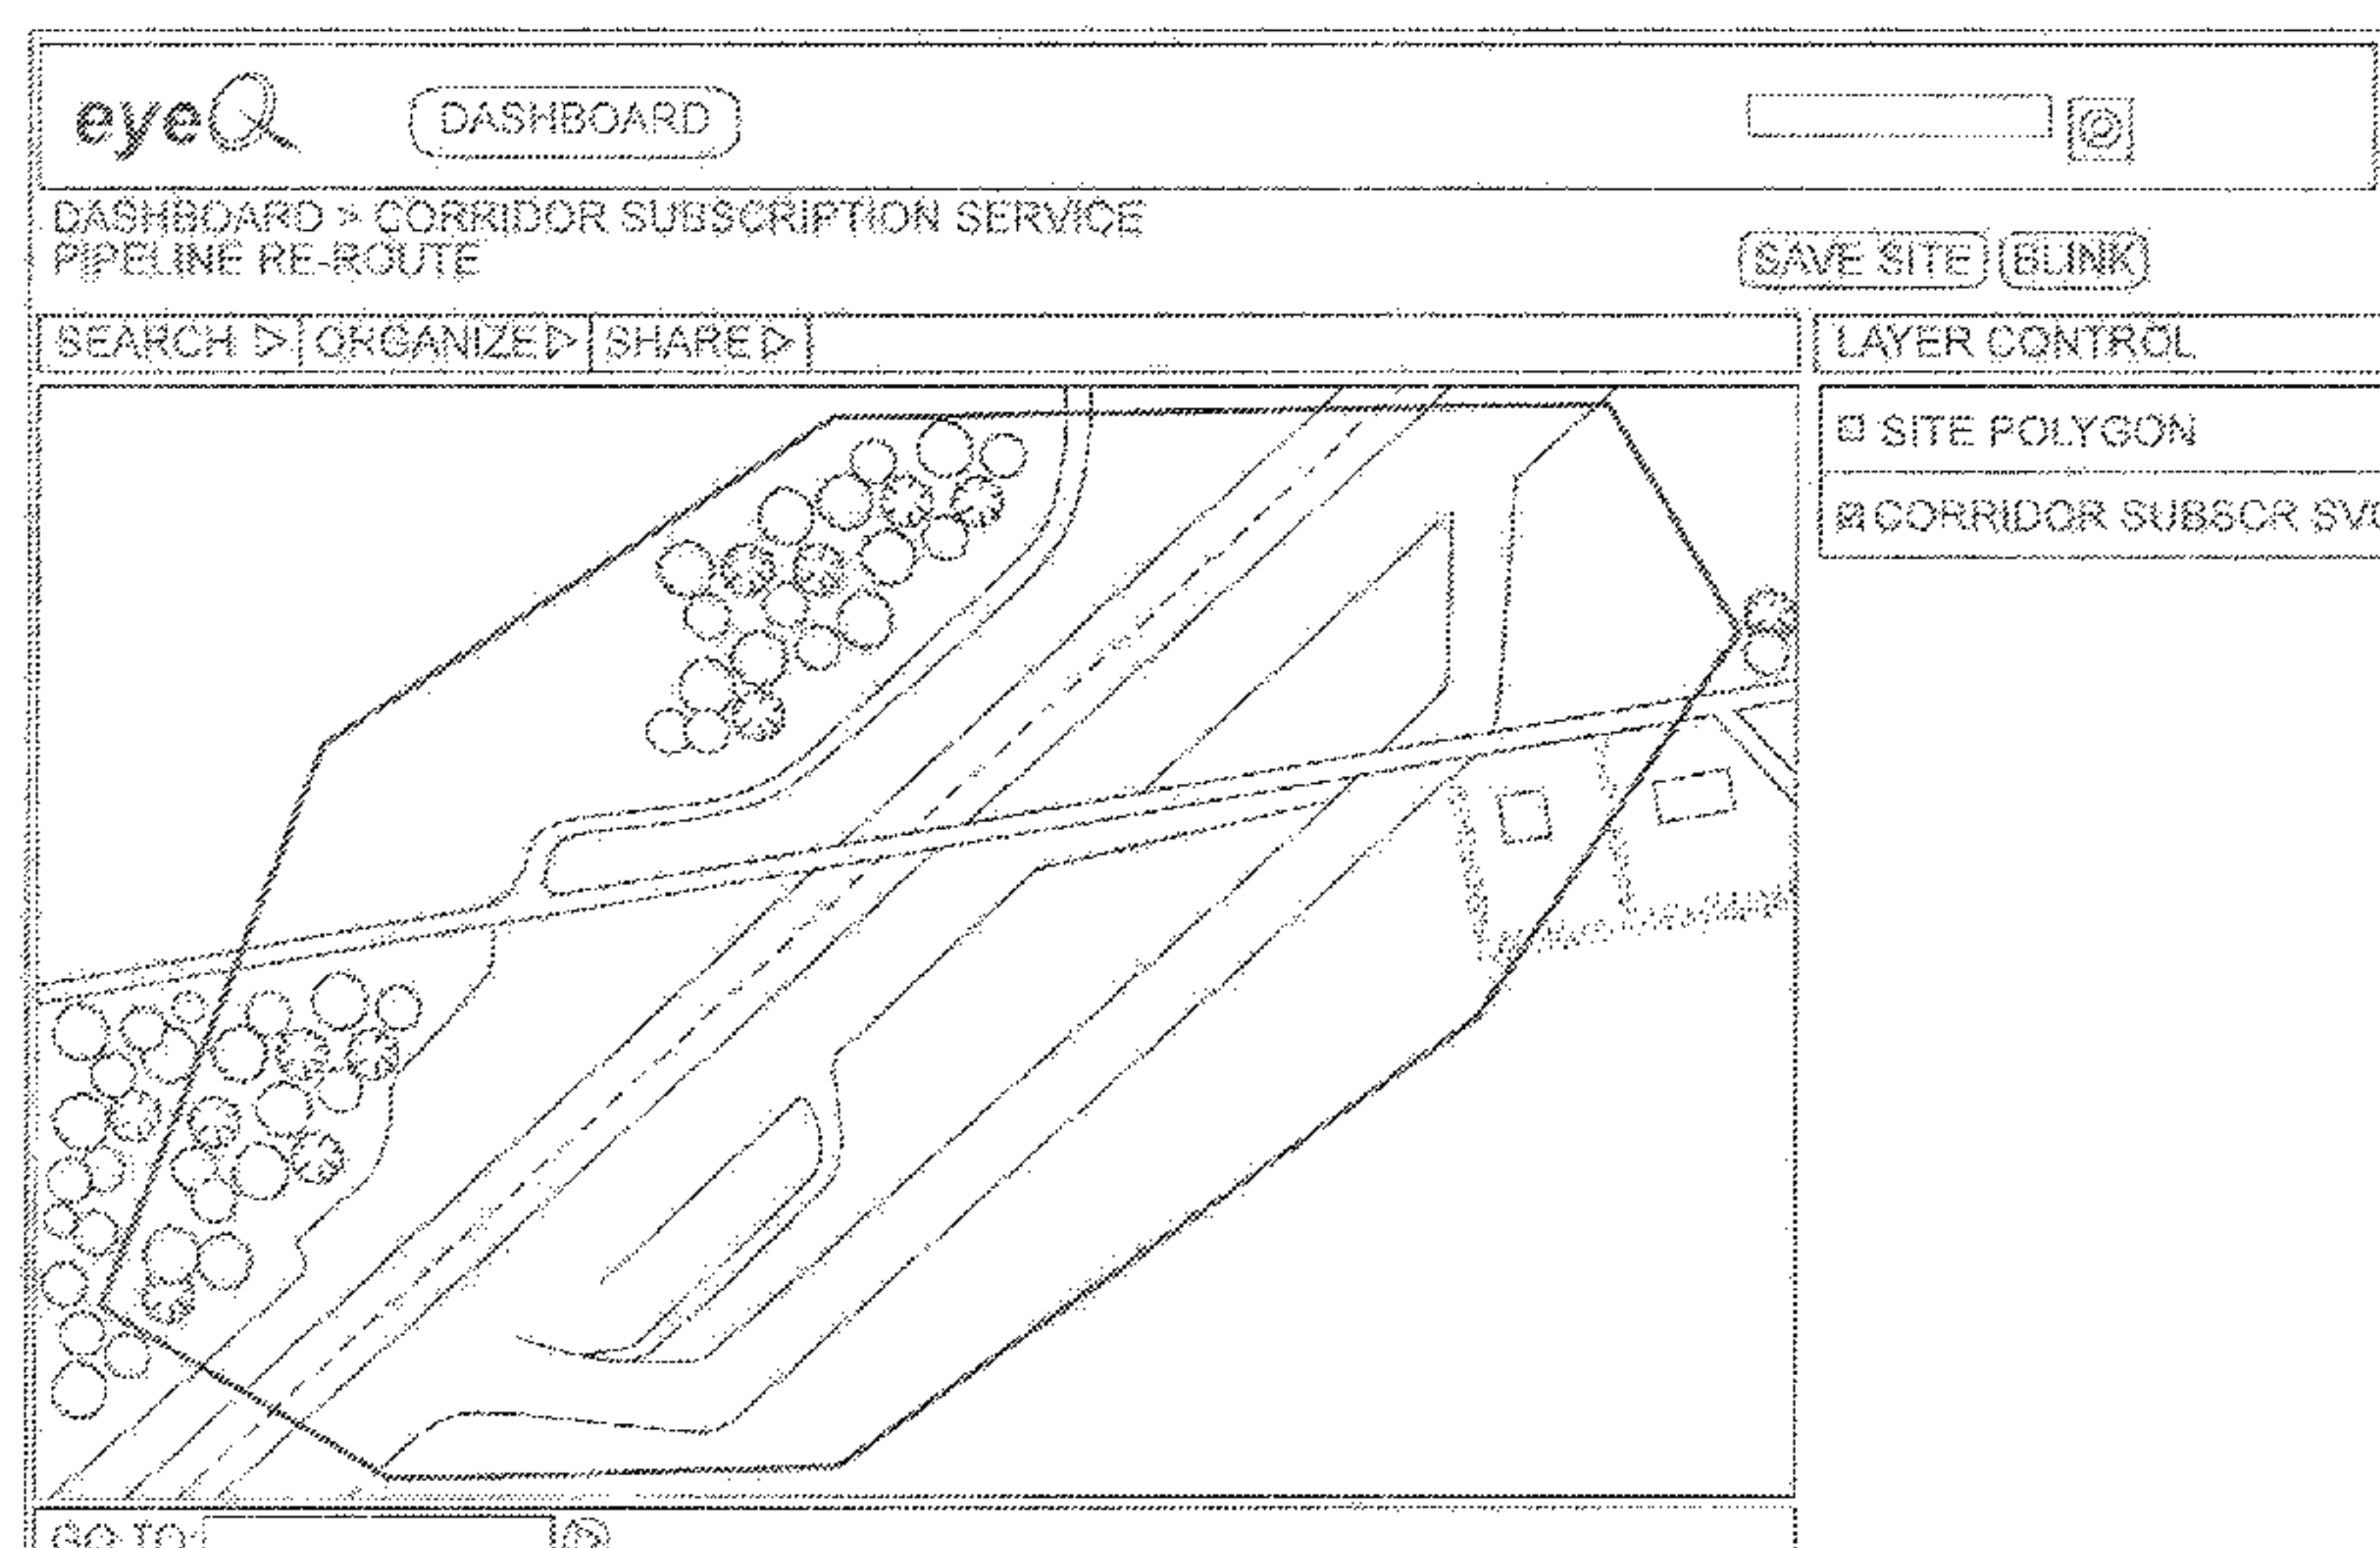 eyeQ DASHBOARD
DASHBOARD > CORRIDOR SUBSCRIPTION SERVICE
PIPELINE RE-ROUTE
SAVE SITE BLINK
SEARCH ORGANIZE SHARE LAYER CONTROL
SITE POLYGON
CORRIDOR SUBSCR SVC
GO TO: